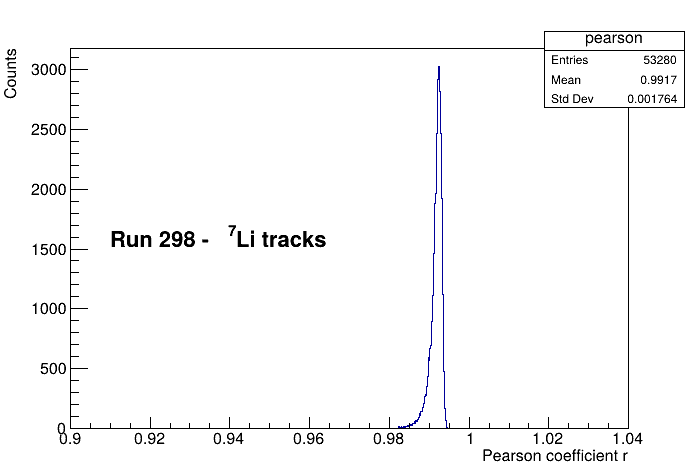 pearson
Entries 53280
Mean 0.9917
Std Dev 0.001764
Counts
3000
2500
2000
1500
1000
500
0
Run 298 - ⁷Li tracks
0.9 0.92 0.94 0.96 0.98 1 1.02 1.04
Pearson coefficient r